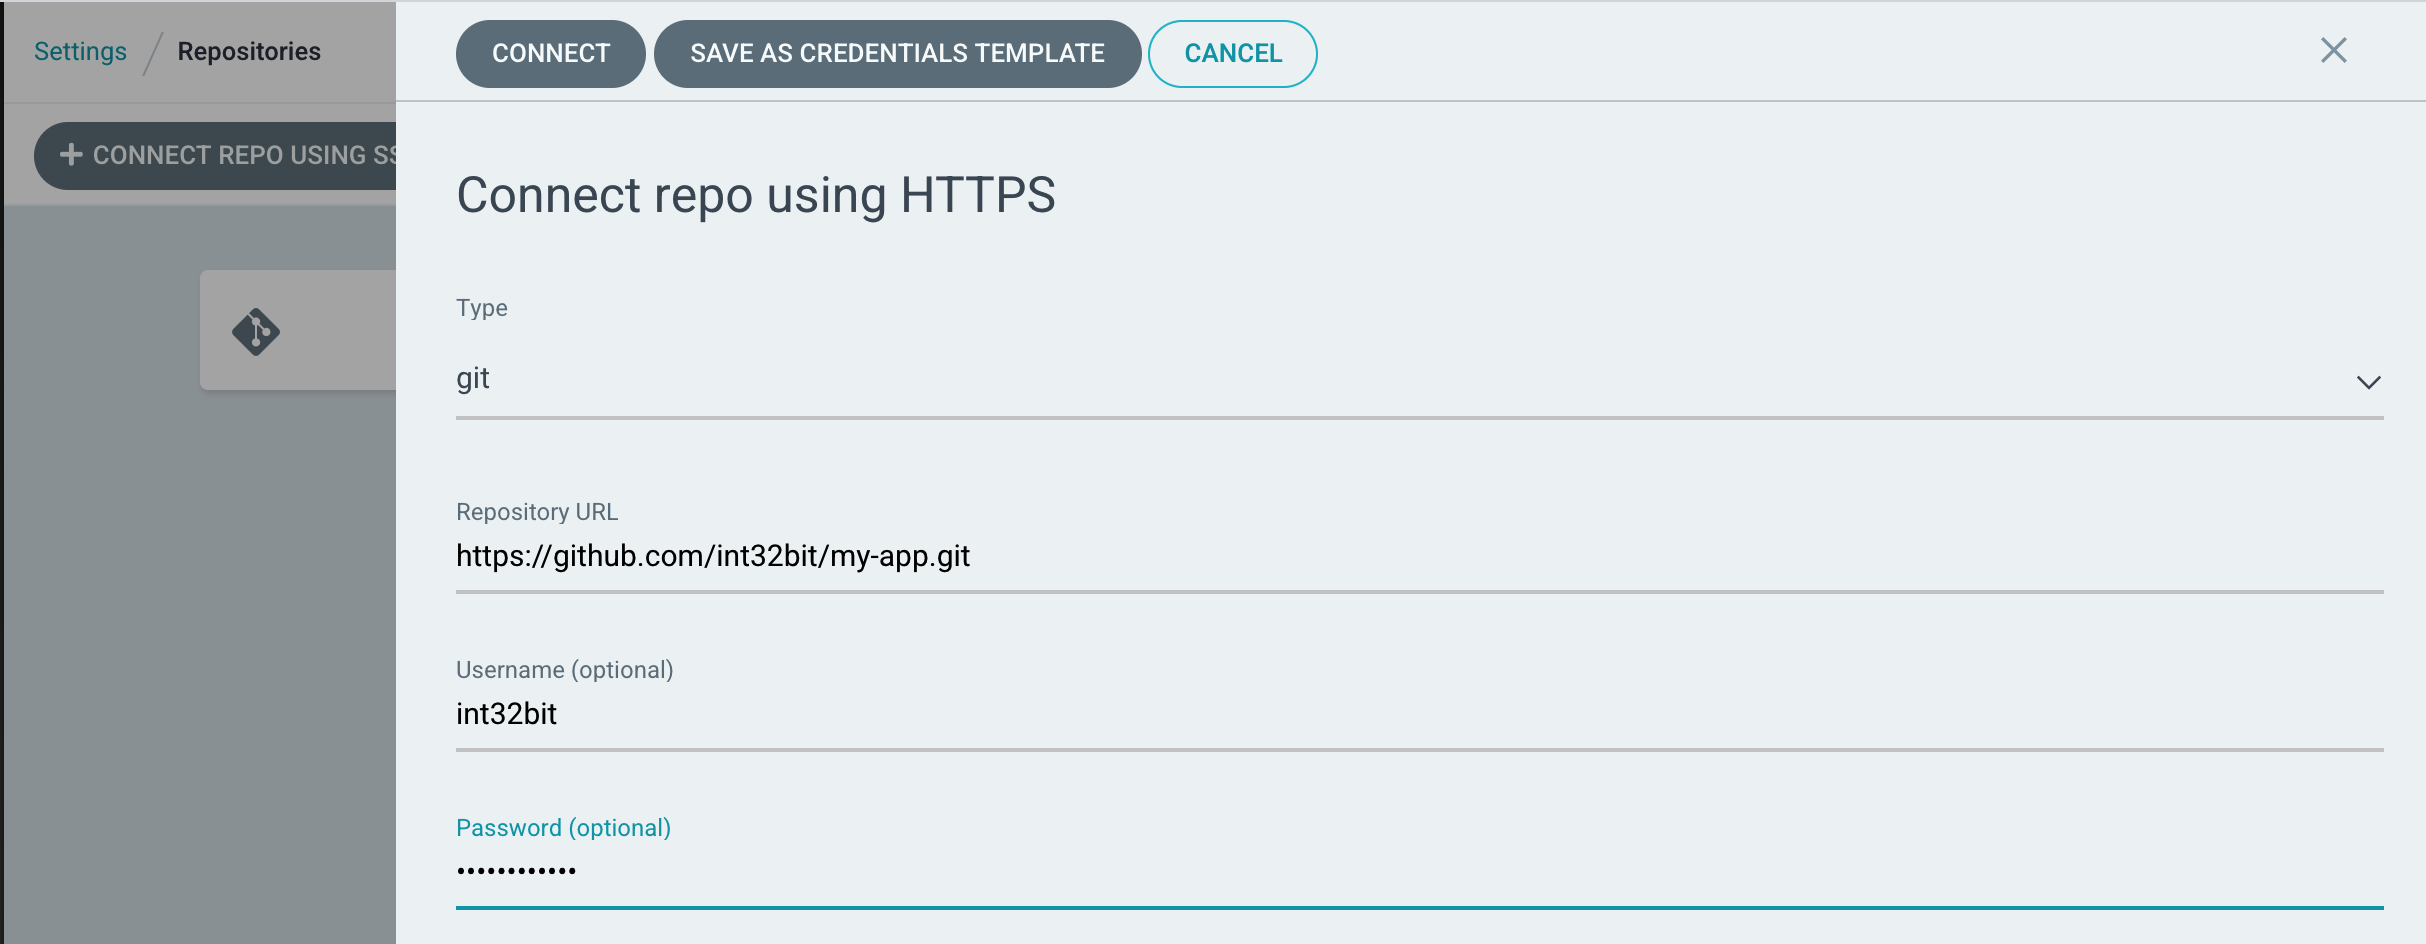 Settings / Repositories
CONNECT SAVE AS CREDENTIALS TEMPLATE CANCEL
+ CONNECT REPO USING SS
Connect repo using HTTPS
Type
git
Repository URL
https://github.com/int32bit/my-app.git
Username (optional)
int32bit
Password (optional)
••••••••••••